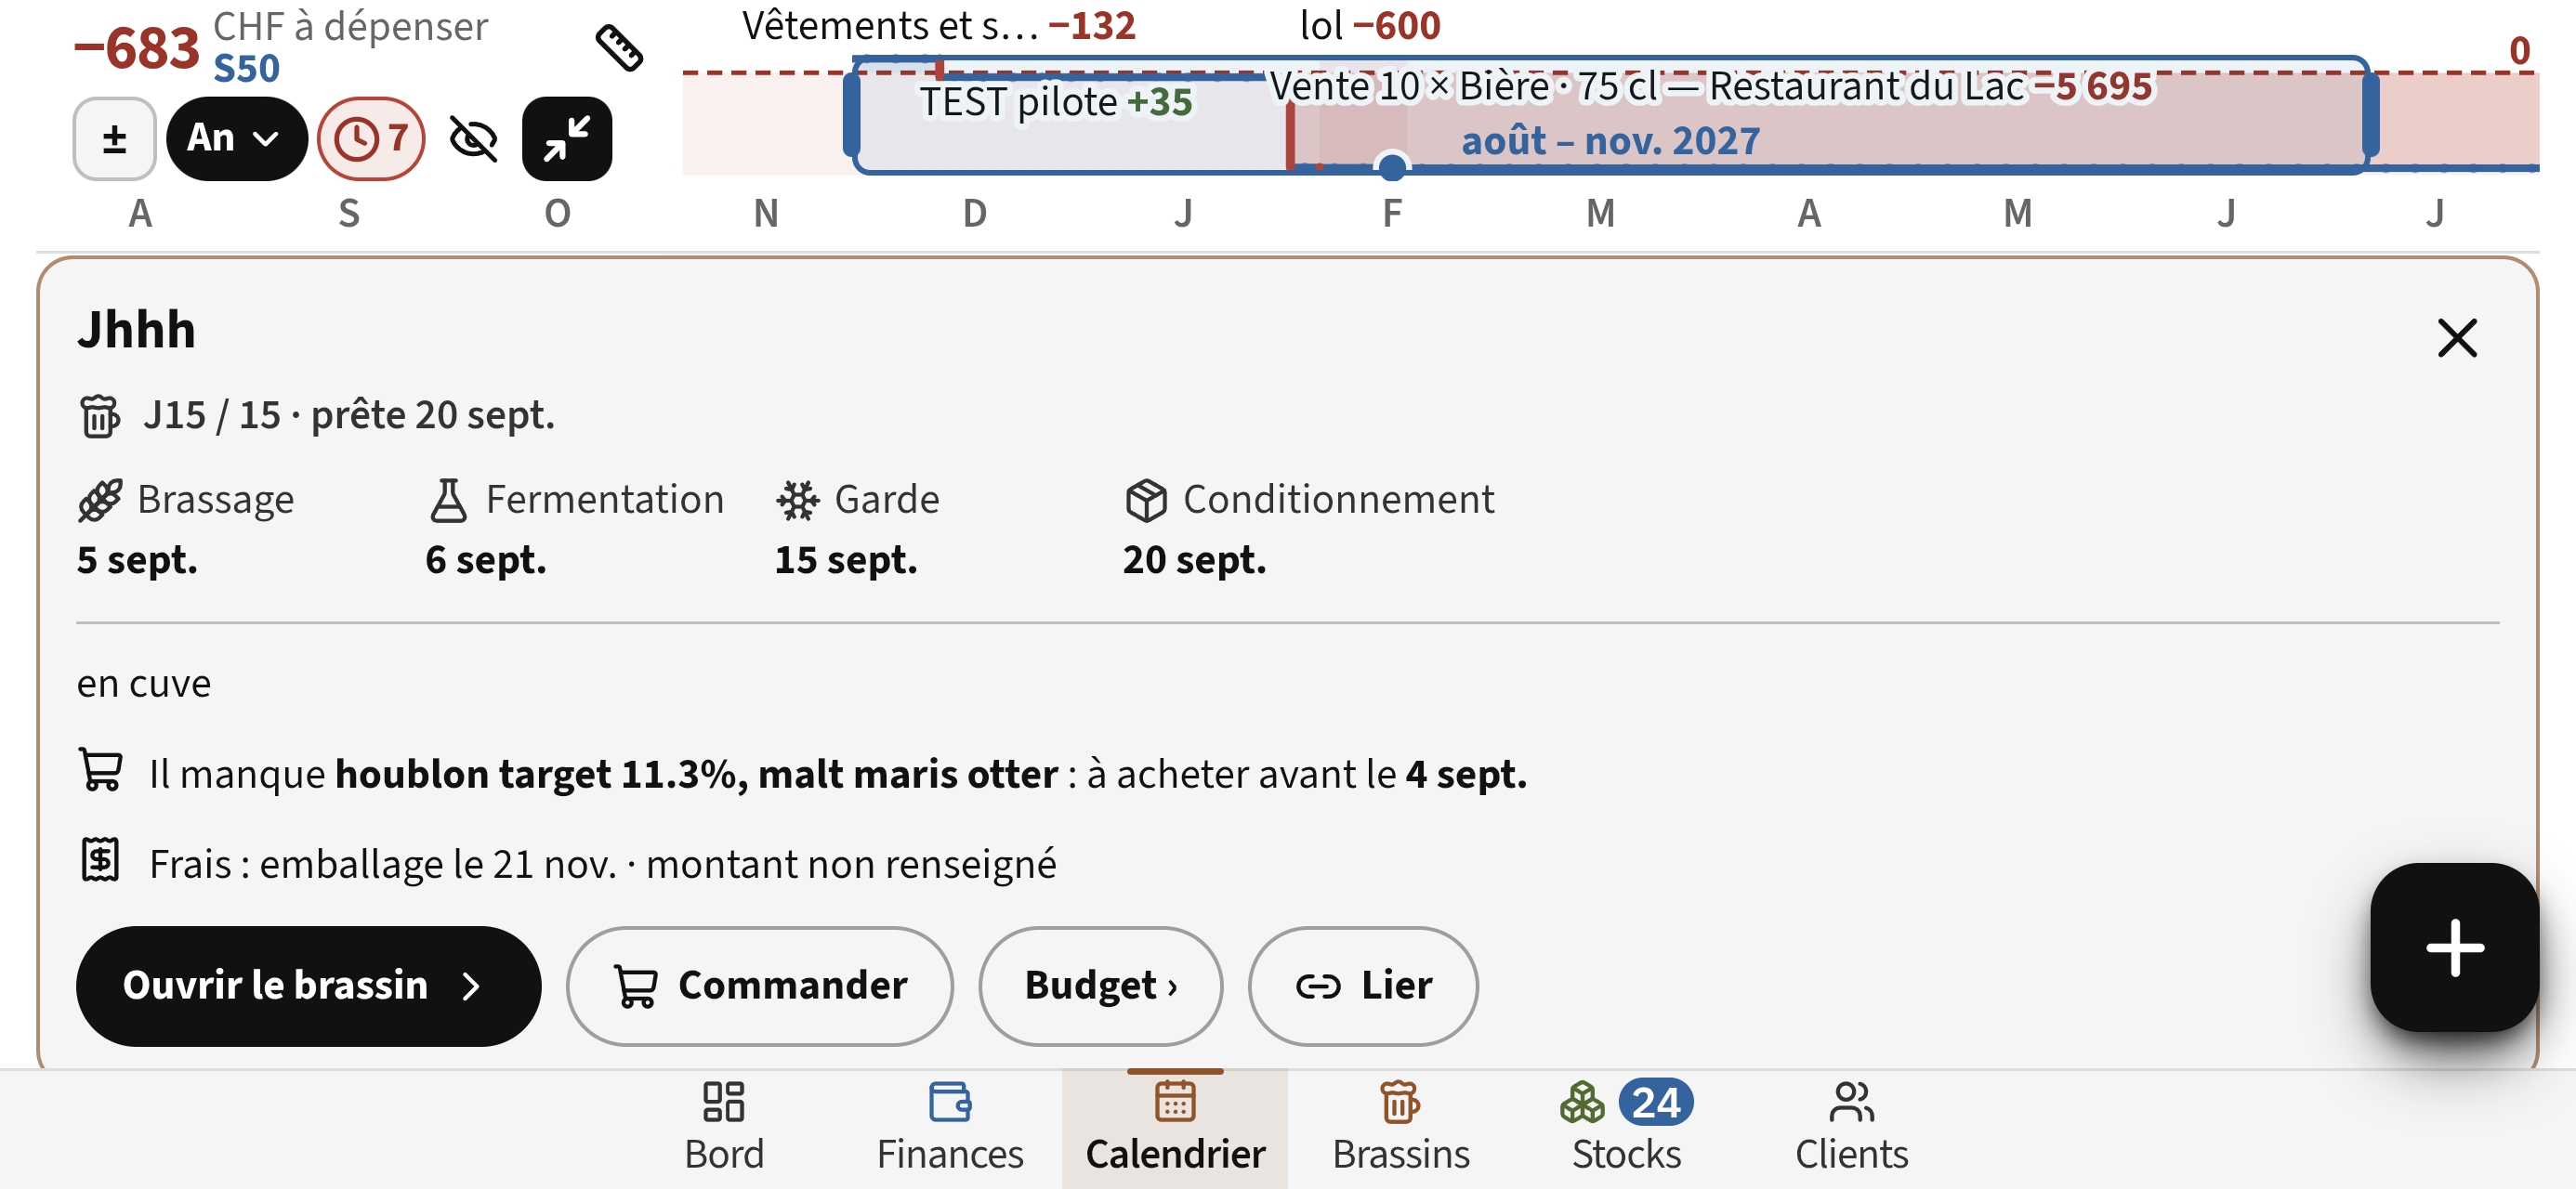 −683 CHF à dépenser
S50
Vêtements et s… −132
lol −600
0
± An 7
TEST pilote +35
Vente 10 × Bière · 75 cl — Restaurant du Lac −5 695
août – nov. 2027
A S O N D J F M A M J J
Jhhh
J15 / 15 · prête 20 sept.
Brassage Fermentation Garde Conditionnement
5 sept. 6 sept. 15 sept. 20 sept.
en cuve
Il manque houblon target 11.3%, malt maris otter : à acheter avant le 4 sept.
Frais : emballage le 21 nov. · montant non renseigné
Ouvrir le brassin Commander Budget › Lier
24
Bord Finances Calendrier Brassins Stocks Clients